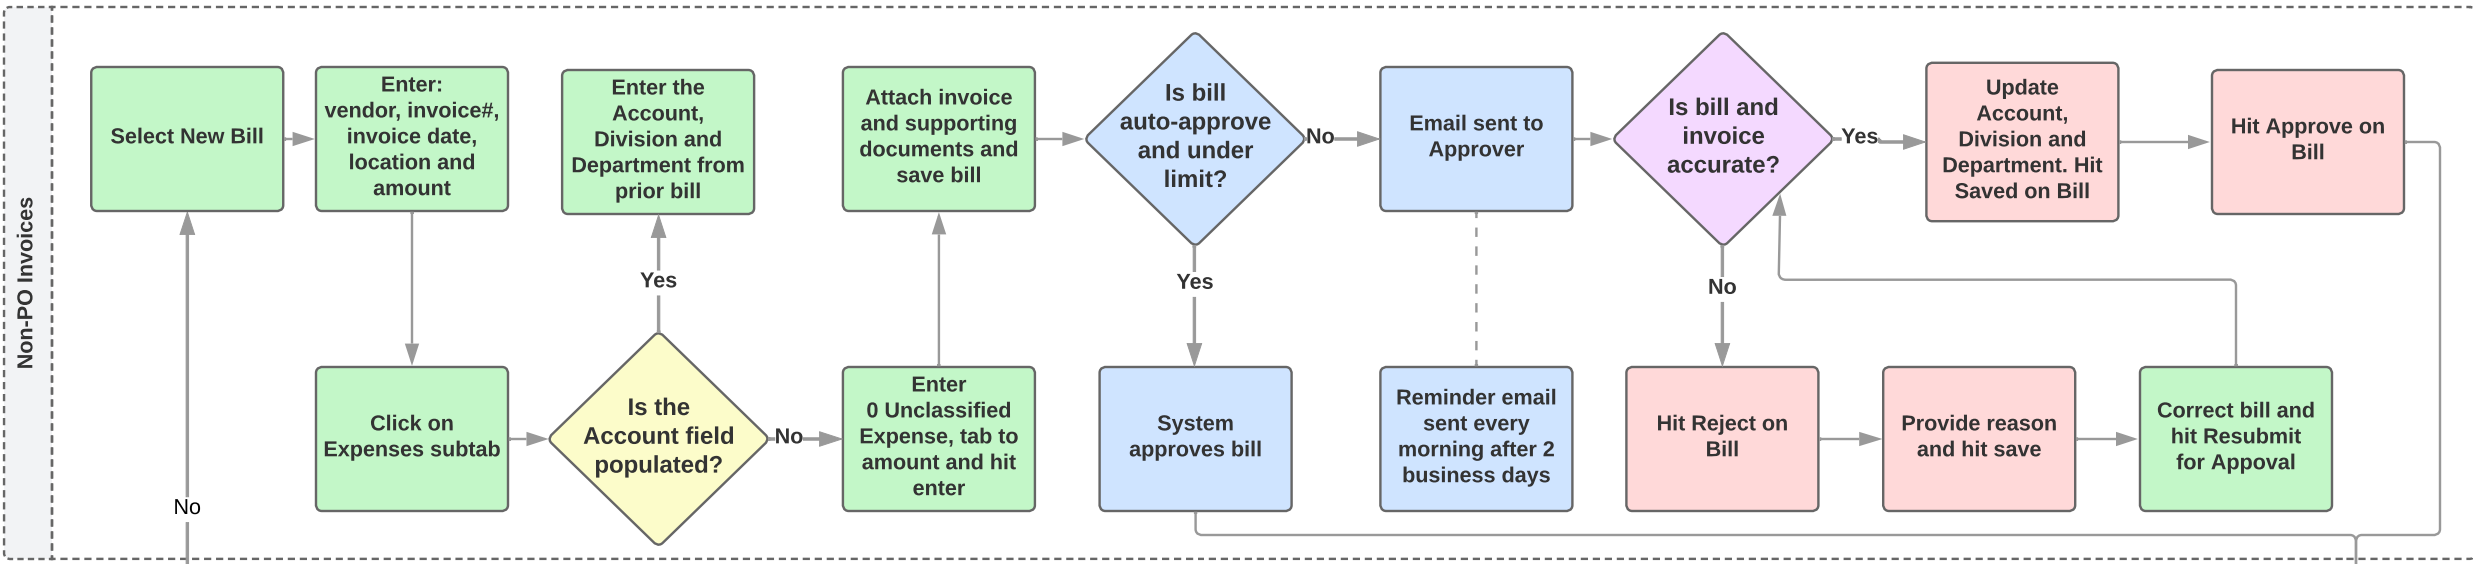 Non-PO Invoices
Select New Bill
Enter:
vendor, invoice#,
invoice date,
location and
amount
Click on
Expenses subtab
Is the
Account field
populated?
Yes
Enter the
Account,
Division and
Department from
prior bill
No
Enter
0 Unclassified
Expense, tab to
amount and hit
enter
Attach invoice
and supporting
documents and
save bill
Is bill
auto-approve
and under
limit?
Yes
System
approves bill
No
Email sent to
Approver
Reminder email
sent every
morning after 2
business days
Is bill and
invoice
accurate?
Yes
Update
Account,
Division and
Department. Hit
Saved on Bill
Hit Approve on
Bill
No
Hit Reject on
Bill
Provide reason
and hit save
Correct bill and
hit Resubmit
for Appoval
No